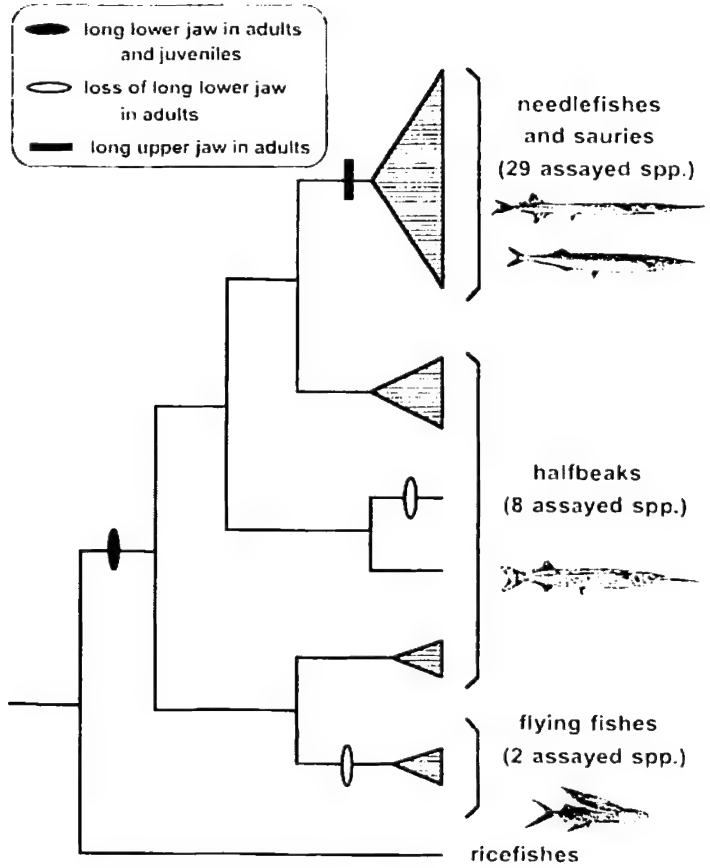 long lower jaw in adults
and juveniles
loss of long lower jaw
in adults
long upper jaw in adults
needlefishes
and sauries
(29 assayed spp.)
halfbeaks
(8 assayed spp.)
flying fishes
(2 assayed spp.)
ricefishes